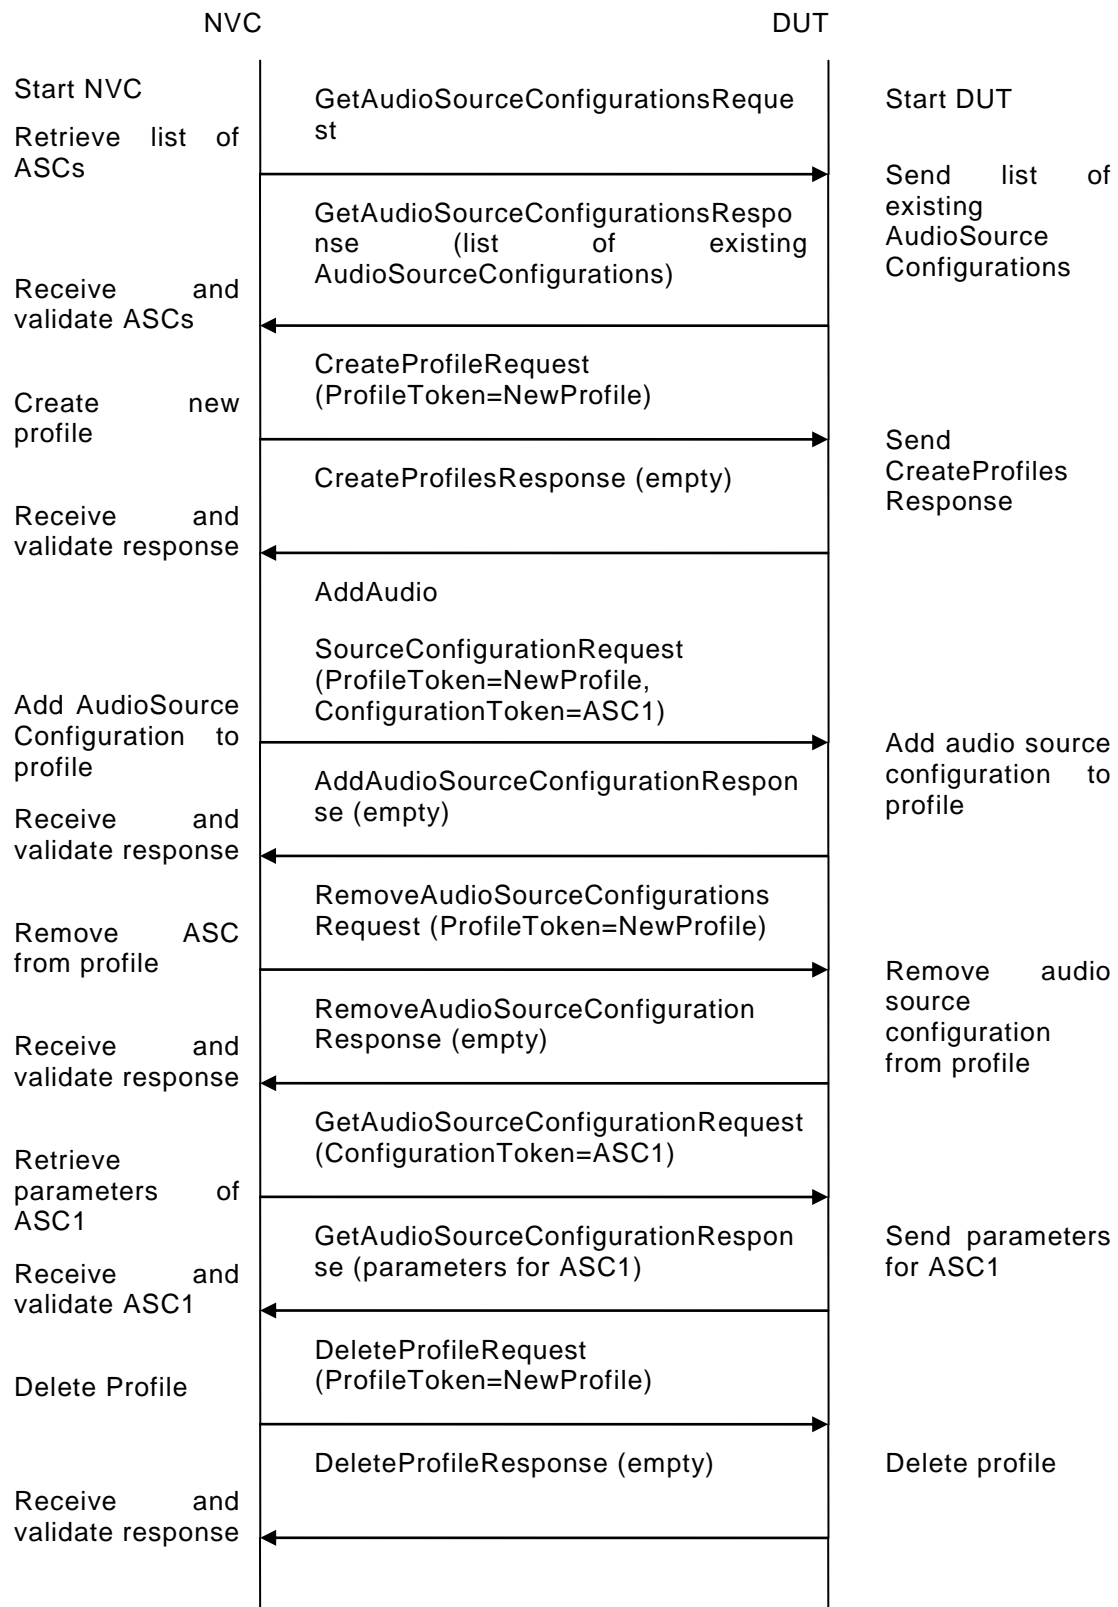 NVC
DUT
Start NVC
GetAudioSourceConfigurationsReque
st
Start DUT
Retrieve list of
ASCs
Send list of
existing
AudioSource
Configurations
GetAudioSourceConfigurationsRespo
nse (list of existing
AudioSourceConfigurations)
Receive and
validate ASCs
CreateProfileRequest
(ProfileToken=NewProfile)
Create new
profile
Send
CreateProfiles
Response
CreateProfilesResponse (empty)
Receive and
validate response
AddAudio
SourceConfigurationRequest
(ProfileToken=NewProfile,
ConfigurationToken=ASC1)
Add AudioSource
Configuration to
profile
Add audio source
configuration to
profile
AddAudioSourceConfigurationRespon
se (empty)
Receive and
validate response
RemoveAudioSourceConfigurations
Request (ProfileToken=NewProfile)
Remove ASC
from profile
Remove audio
source
configuration
from profile
RemoveAudioSourceConfiguration
Response (empty)
Receive and
validate response
GetAudioSourceConfigurationRequest
(ConfigurationToken=ASC1)
Retrieve
parameters of
ASC1
GetAudioSourceConfigurationRespon
se (parameters for ASC1)
Send parameters
for ASC1
Receive and
validate ASC1
DeleteProfileRequest
(ProfileToken=NewProfile)
Delete Profile
DeleteProfileResponse (empty)
Delete profile
Receive and
validate response